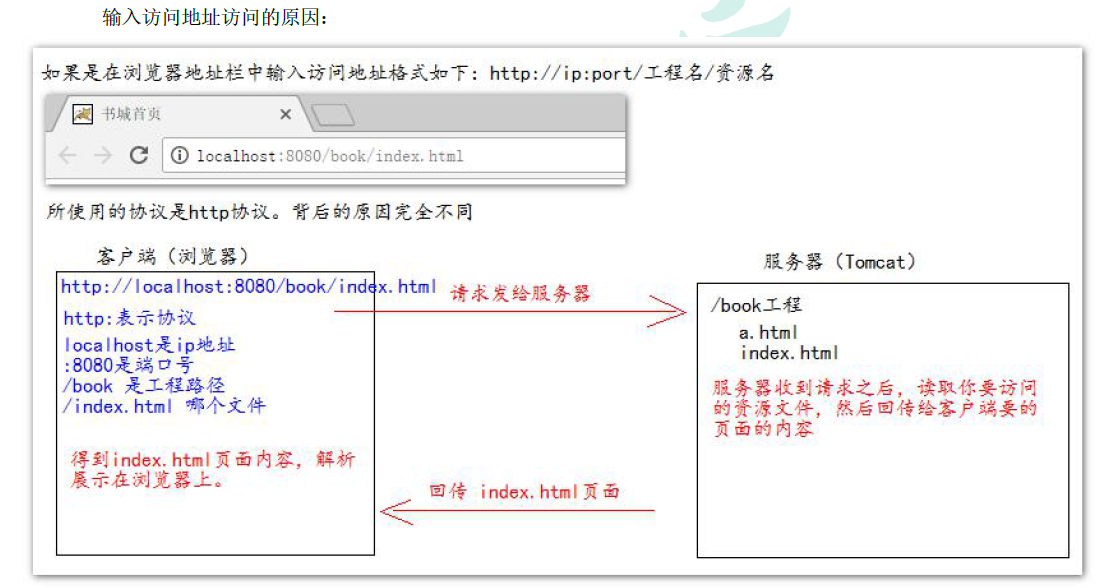 输入访问地址访问的原因：
如果是在浏览器地址栏中输入访问地址格式如下：http://ip:port/工程名/资源名
书城首页
localhost:8080/book/index.html
所使用的协议是http协议。背后的原因完全不同
客户端（浏览器）
服务器（Tomcat）
http://localhost:8080/book/index.html
请求发给服务器
http:表示协议
localhost是ip地址
:8080是端口号
/book 是工程路径
/index.html 哪个文件
/book工程
a.html
index.html
服务器收到请求之后，读取你要访问
的资源文件，然后回传给客户端要的
页面的内容
得到index.html页面内容，解析
展示在浏览器上。
回传 index.html页面